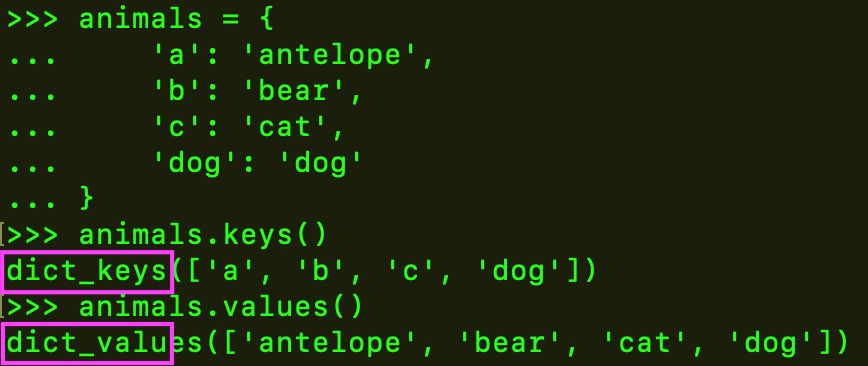 >>> animals = {
...     'a': 'antelope',
...     'b': 'bear',
...     'c': 'cat',
...     'dog': 'dog'
... }
[>>> animals.keys()
dict_keys(['a', 'b', 'c', 'dog'])
[>>> animals.values()
dict_values(['antelope', 'bear', 'cat', 'dog'])